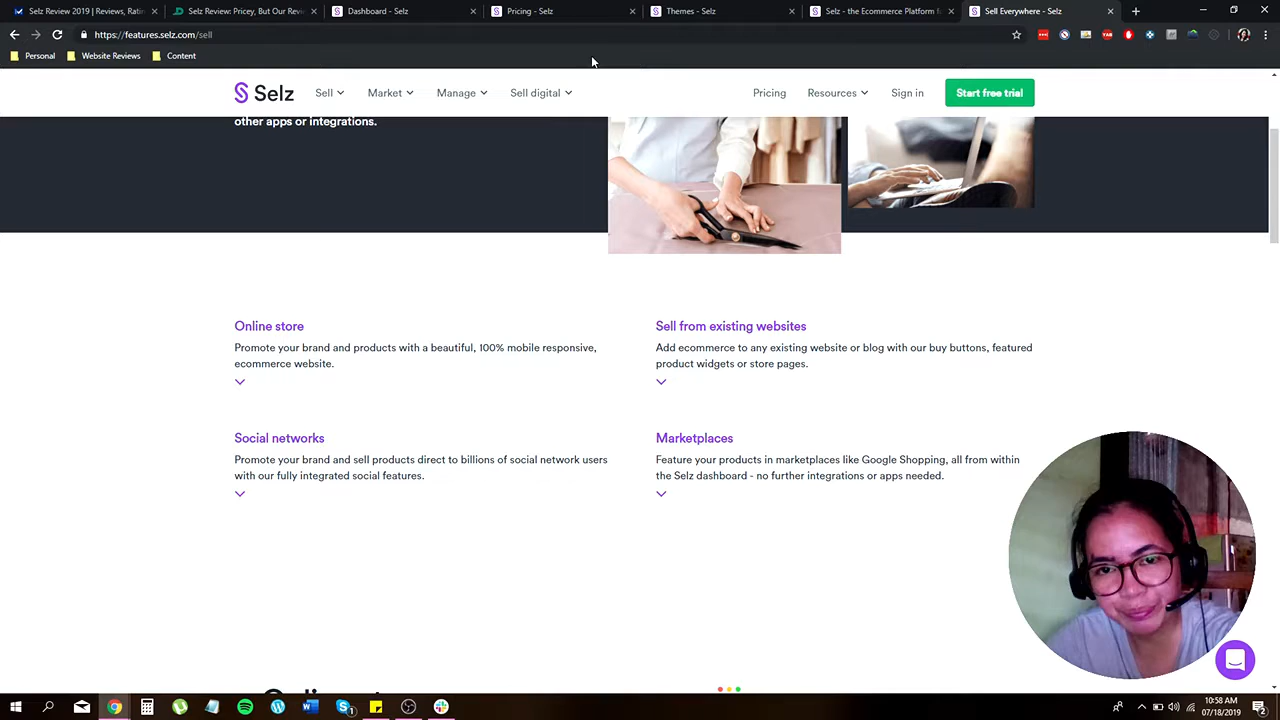 Selz Review 2019 | Reviews, Ratin
Selz Review: Pricing, But Our Revie
Dashboard - Selz
Pricing - Selz
Themes - Selz
Selz - the Ecommerce Platform f
Sell Everywhere - Selz
https://features.selz.com/sell
Personal
Website Reviews
Content
Selz
Sell
Market
Manage
Sell digital
Pricing
Resources
Sign in
Start free trial
other apps or integrations.
Online store
Promote your brand and products with a beautiful, 100% mobile responsive,
ecommerce website.
Sell from existing websites
Add ecommerce to any existing website or blog with our buy buttons, featured
product widgets or store pages.
Social networks
Promote your brand and sell products direct to billions of social network users
with our fully integrated social features.
Marketplaces
Feature your products in marketplaces like Google Shopping, all from within
the Selz dashboard - no further integrations or apps needed.
10:58 AM
07/18/2019